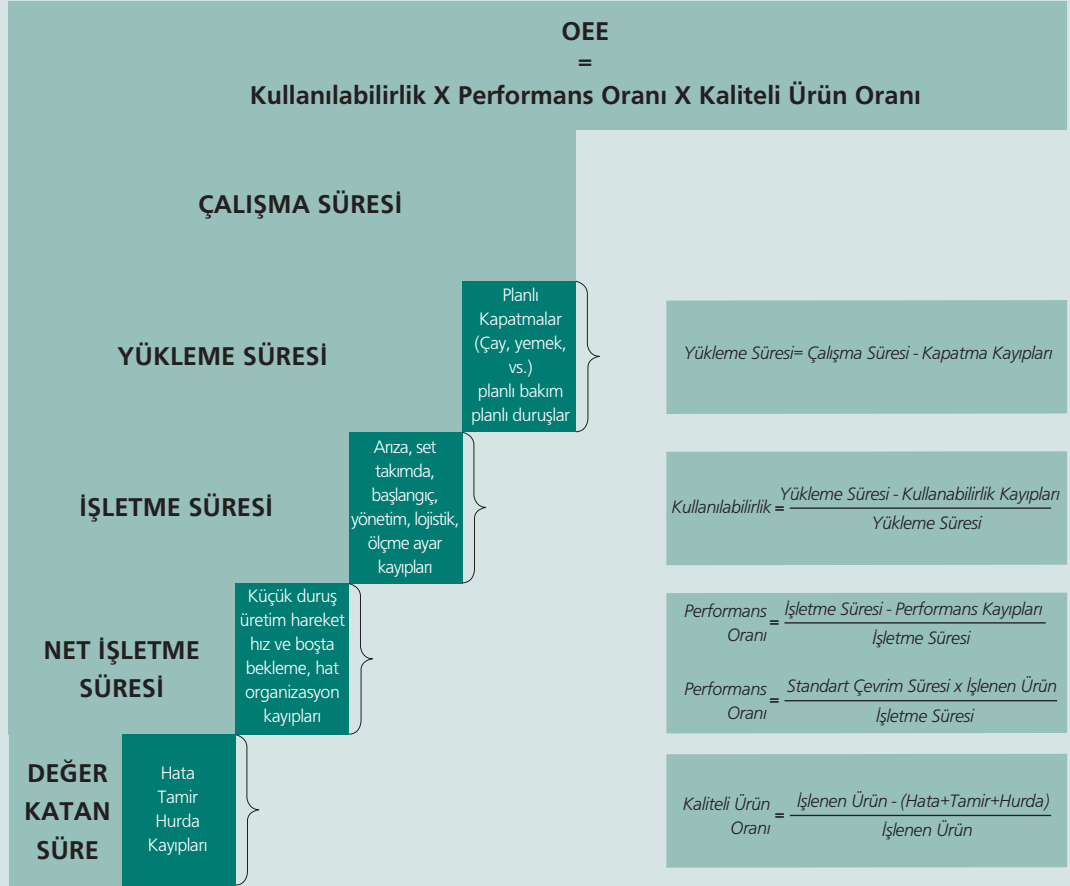 OEE
=
Kullanılabilirlik X Performans Oranı X Kaliteli Ürün Oranı
ÇALIŞMA SÜRESİ
YÜKLEME SÜRESİ
Planlı
Kapatmalar
(Çay, yemek,
vs.)
planlı bakım
planlı duruşlar
Yükleme Süresi= Çalışma Süresi - Kapatma Kayıpları
İŞLETME SÜRESİ
Arıza, set
takımda,
başlangıç,
yönetim, lojistik,
ölçme ayar
kayıpları
Kullanılabilirlik = Yükleme Süresi - Kullanabilirlik Kayıpları
Yükleme Süresi
NET İŞLETME
SÜRESİ
Küçük duruş
üretim hareket
hız ve boşta
bekleme, hat
organizasyon
kayıpları
Performans
Oranı
= İşletme Süresi - Performans Kayıpları
İşletme Süresi
Performans
Oranı
= Standart Çevrim Süresi x İşlenen Ürün
İşletme Süresi
DEĞER
KATAN
SÜRE
Hata
Tamir
Hurda
Kayıpları
Kaliteli Ürün
Oranı
= İşlenen Ürün - (Hata+Tamir+Hurda)
İşlenen Ürün